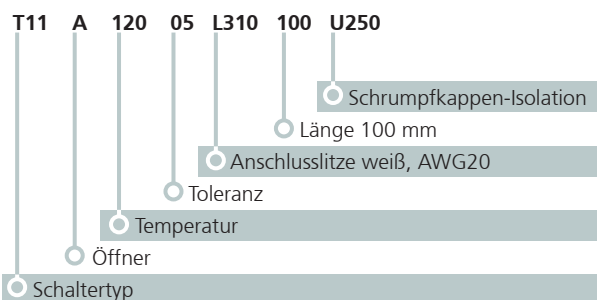 T11 A 120 05 L310 100 U250
Schrumpfkappen-Isolation
Länge 100 mm
Anschlusslitze weiß, AWG20
Toleranz
Temperatur
Öffner
Schaltertyp